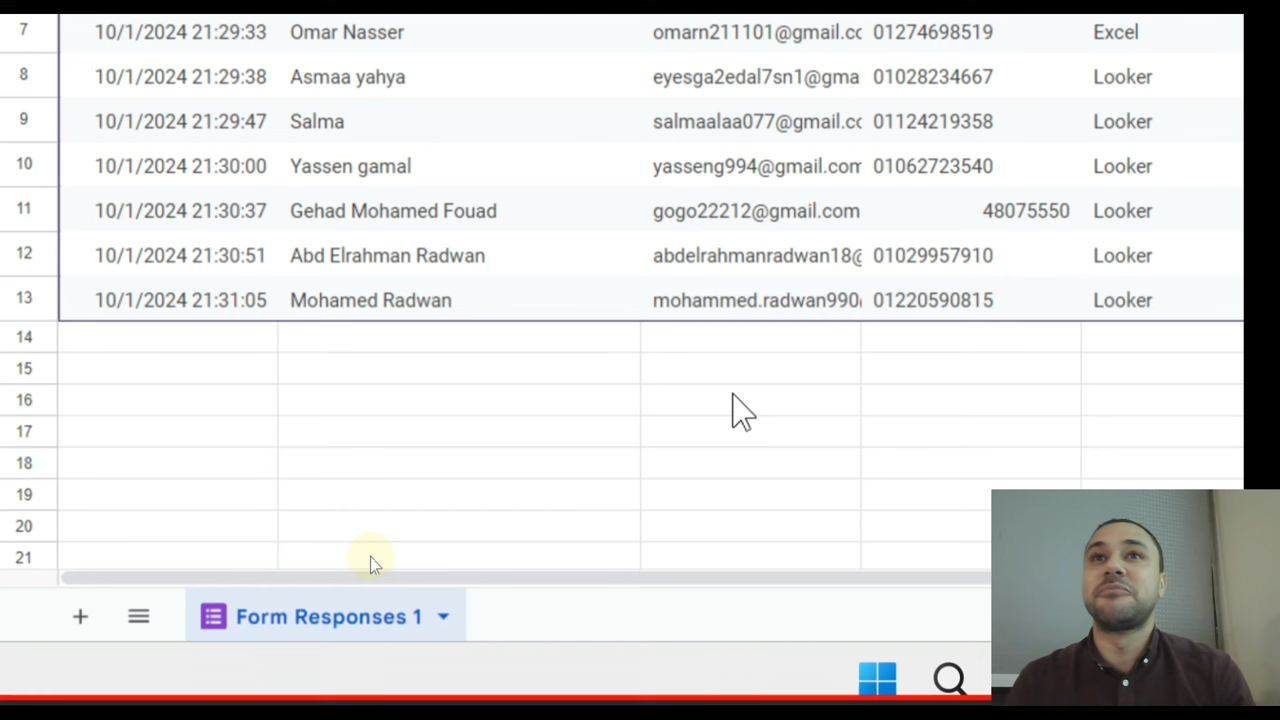 7 10/1/2024 21:29:33 Omar Nasser omarn211101@gmail.cc 01274698519 Excel
8 10/1/2024 21:29:38 Asmaa yahya eyesga2edal7sn1@gma 01028234667 Looker
9 10/1/2024 21:29:47 Salma salmaalaa077@gmail.cc 01124219358 Looker
10 10/1/2024 21:30:00 Yassen gamal yasseng994@gmail.com 01062723540 Looker
11 10/1/2024 21:30:37 Gehad Mohamed Fouad gogo22212@gmail.com 48075550 Looker
12 10/1/2024 21:30:51 Abd Elrahman Radwan abdelrahmanradwan18@ 01029957910 Looker
13 10/1/2024 21:31:05 Mohamed Radwan mohammed.radwan990 01220590815 Looker
14
15
16
17
18
19
20
21
+ Form Responses 1